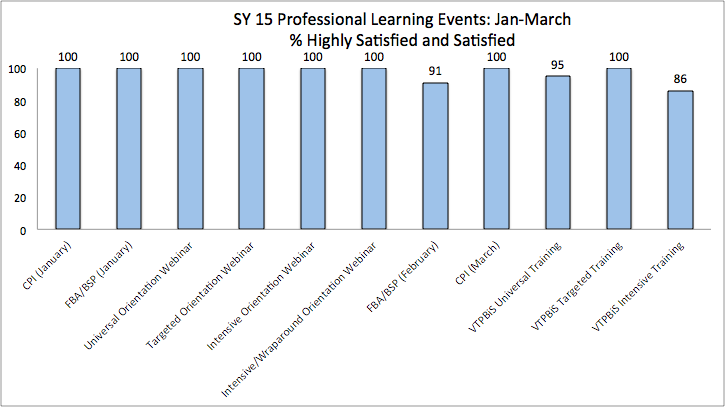 SY 15 Professional Learning Events: Jan-March
% Highly Satisfied and Satisfied
100 100 100 100 100 100 91 100 95 100 86
100
80
60
40
20
0
CPI (January)
FBA/BSP (January)
Universal Orientation Webinar
Targeted Orientation Webinar
Intensive Orientation Webinar
Intensive/Wraparound Orientation Webinar
FBA/BSP (February)
CPI (March)
VTPBiS Universal Training
VTPBiS Targeted Training
VTPBiS Intensive Training